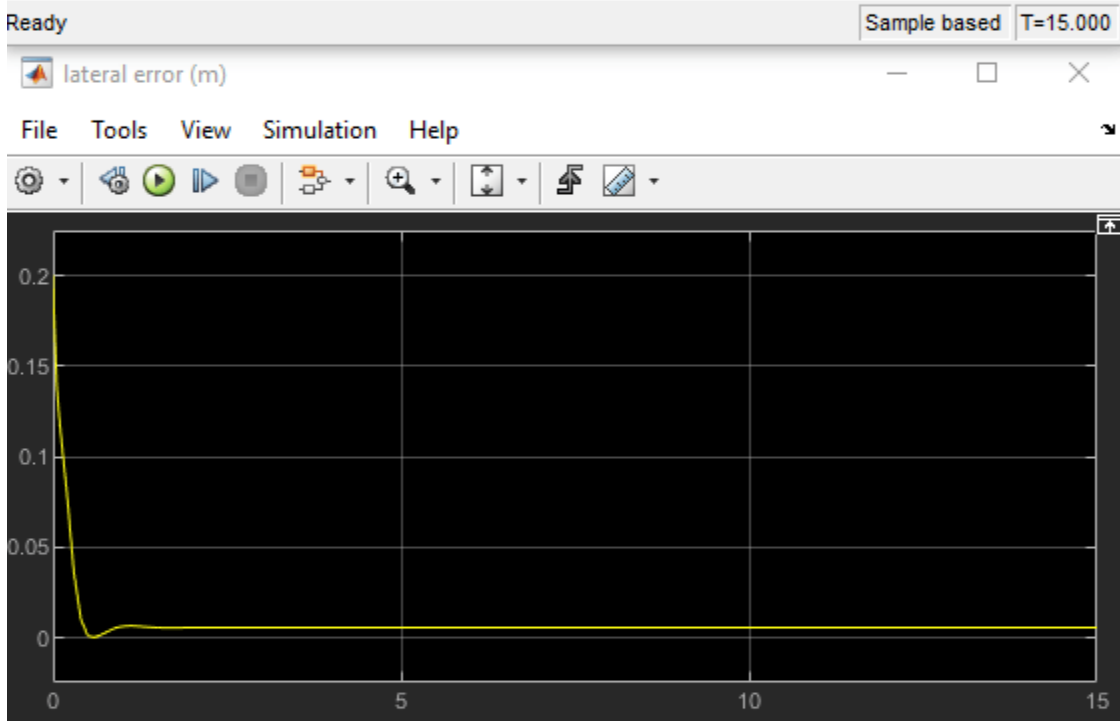 Ready Sample based T=15.000
lateral error (m)
File Tools View Simulation Help
0.2
0.15
0.1
0.05
0
0 5 10 15